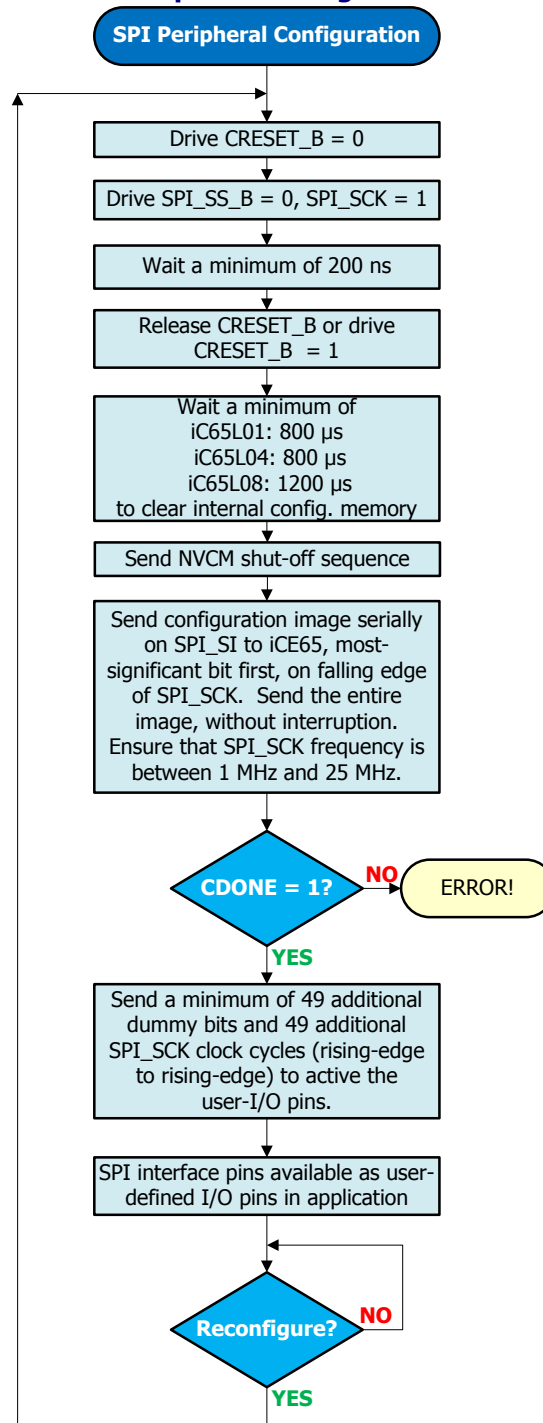 SPI Peripheral Configuration
Drive CRESET_B = 0
Drive SPI_SS_B = 0, SPI_SCK = 1
Wait a minimum of 200 ns
Release CRESET_B or drive
CRESET_B = 1
Wait a minimum of
iC65L01: 800 µs
iC65L04: 800 µs
iC65L08: 1200 µs
to clear internal config. memory
Send NVCM shut-off sequence
Send configuration image serially
on SPI_SI to iCE65, most-
significant bit first, on falling edge
of SPI_SCK. Send the entire
image, without interruption.
Ensure that SPI_SCK frequency is
between 1 MHz and 25 MHz.
CDONE = 1?
NO
ERROR!
YES
Send a minimum of 49 additional
dummy bits and 49 additional
SPI_SCK clock cycles (rising-edge
to rising-edge) to active the
user-I/O pins.
SPI interface pins available as user-
defined I/O pins in application
Reconfigure?
NO
YES